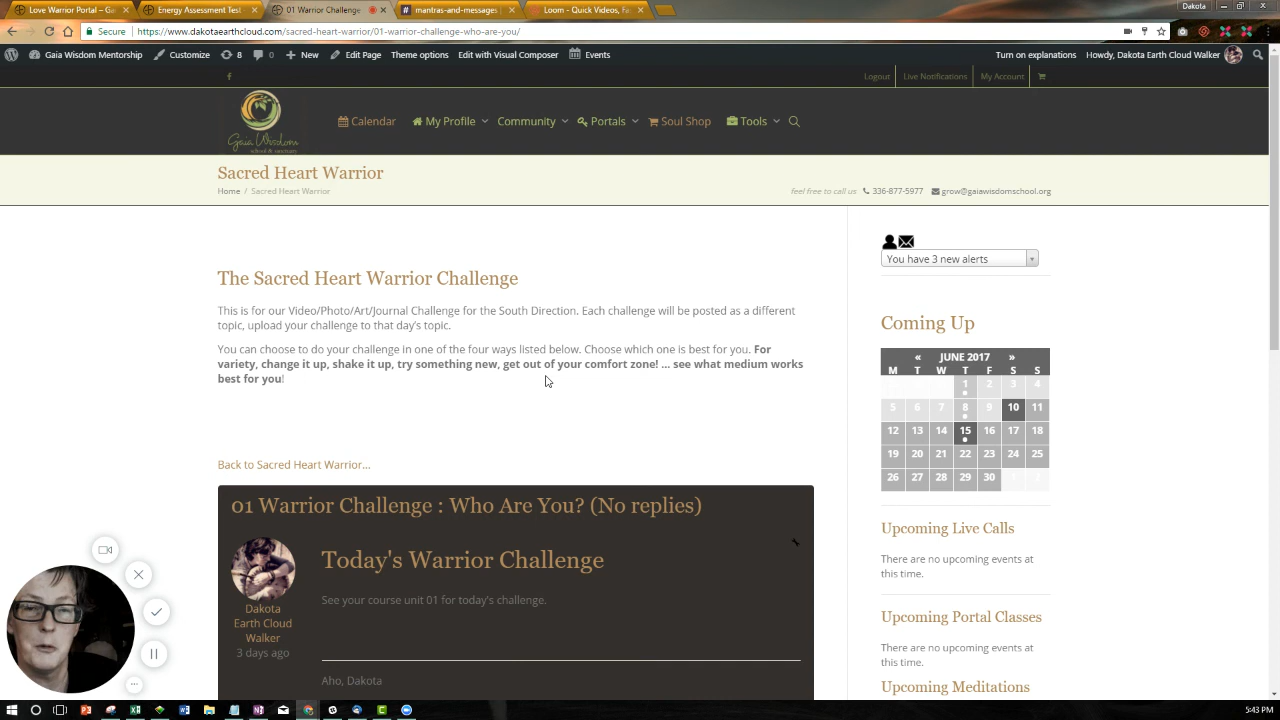 Love Warrior Portal – Ga
Energy Assessment Test
01 Warrior Challenge
mantras-and-messages |
Loom - Quick Videos, Fa
Dakota
Secure
https://www.dakotaearthcloud.com/sacred-heart-warrior/01-warrior-challenge-who-are-you/
Gaia Wisdom Mentorship
Customize
8
0
New
Edit Page
Theme options
Edit with Visual Composer
Events
Turn on explanations
Howdy, Dakota Earth Cloud Walker
Logout
Live Notifications
My Account
Gaia Wisdom
school & sanctuary
Calendar
My Profile
Community
Portals
Soul Shop
Tools
Sacred Heart Warrior
Home / Sacred Heart Warrior
feel free to call us 336-877-5977 grow@gaiawisdomschool.org
The Sacred Heart Warrior Challenge
This is for our Video/Photo/Art/Journal Challenge for the South Direction. Each challenge will be posted as a different
topic, upload your challenge to that day's topic.
You can choose to do your challenge in one of the four ways listed below. Choose which one is best for you. For
variety, change it up, shake it up, try something new, get out of your comfort zone! ... see what medium works
best for you!
Back to Sacred Heart Warrior...
01 Warrior Challenge : Who Are You? (No replies)
Today's Warrior Challenge
See your course unit 01 for today's challenge.
Dakota
Earth Cloud
Walker
3 days ago
Aho, Dakota
You have 3 new alerts
Coming Up
« JUNE 2017 »
M T W T F S S
1 2 3 4
5 6 7 8 9 10 11
12 13 14 15 16 17 18
19 20 21 22 23 24 25
26 27 28 29 30 1 2
Upcoming Live Calls
There are no upcoming events at
this time.
Upcoming Portal Classes
There are no upcoming events at
this time.
Upcoming Meditations
5:43 PM